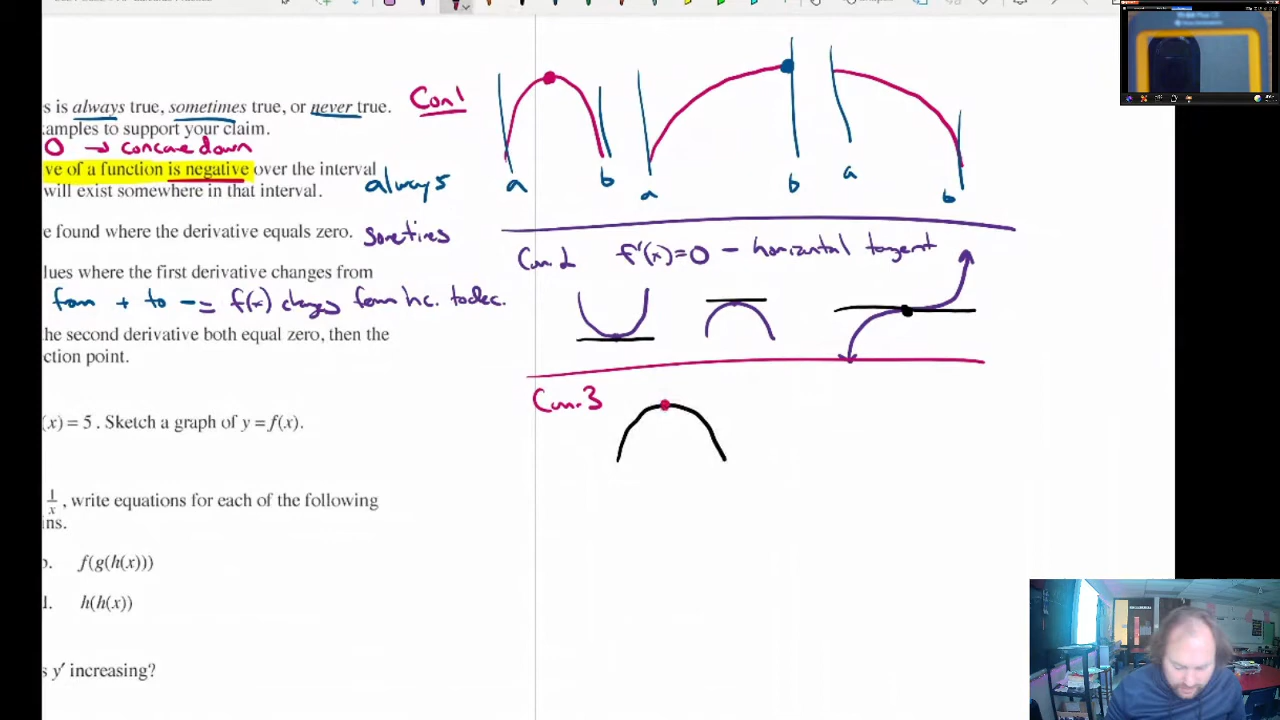 s is always true, sometimes true, or never true.
Con 1
amples to support your claim.
0 → concave down
ve of a function is negative over the interval
always
will exist somewhere in that interval.
a b a b a b
e found where the derivative equals zero. sometimes
Con. 2 f'(x)=0 - horizontal tangent
lues where the first derivative changes from
from + to - = f(x) changes from inc. to dec.
he second derivative both equal zero, then the
ction point.
Con. 3
(x) = 5. Sketch a graph of y = f(x).
1/x, write equations for each of the following
ins.
b. f(g(h(x)))
d. h(h(x))
s y′ increasing?